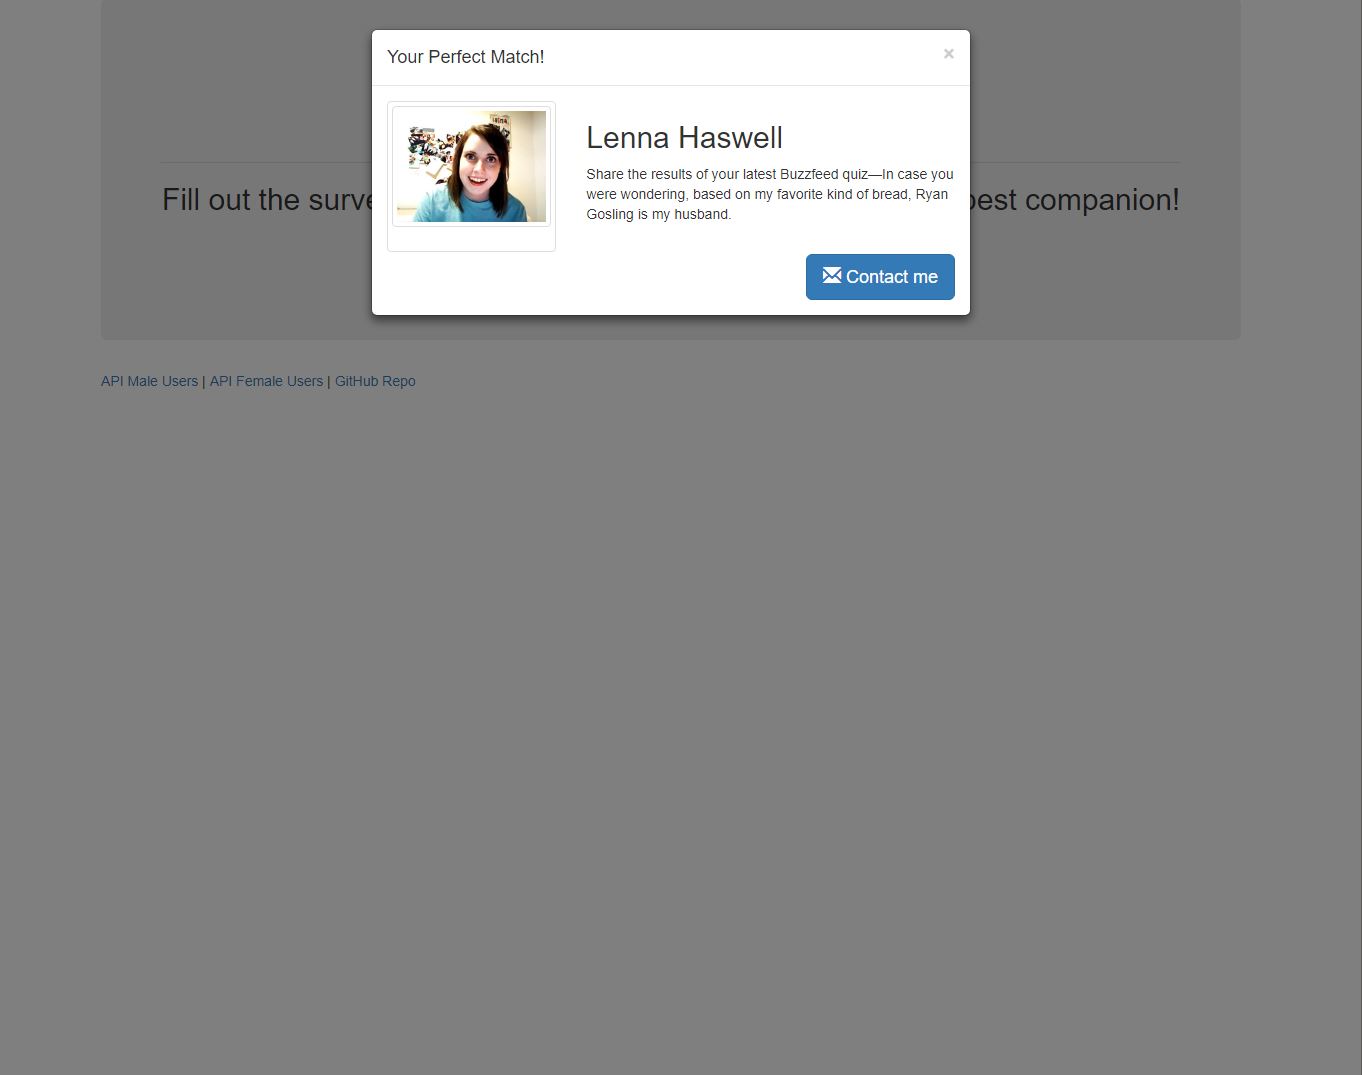 Your Perfect Match!
×
Lenna Haswell
Share the results of your latest Buzzfeed quiz—In case you
were wondering, based on my favorite kind of bread, Ryan
Gosling is my husband.
Contact me
Fill out the surve
best companion!
API Male Users | API Female Users | GitHub Repo